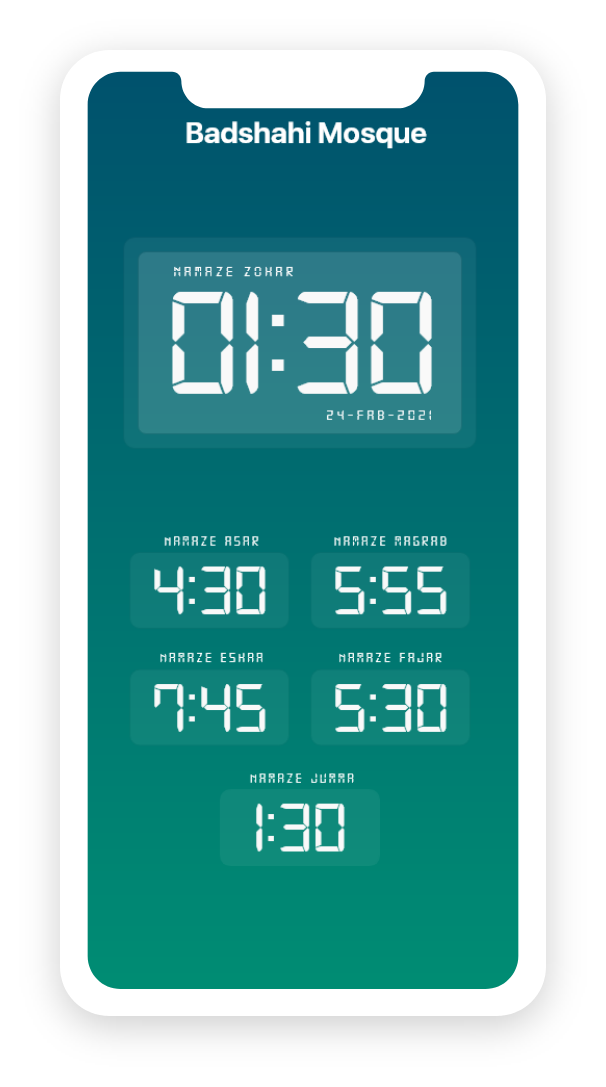 Badshahi Mosque
NAMAZE ZOHAR
01:30
24-FAB-2021
NAMAZE ASAR NAMAZE MAGRAB
4:30 5:55
NAMAZE ESHAA NAMAZE FAJAR
7:45 5:30
NAMAZE JUMMA
1:30